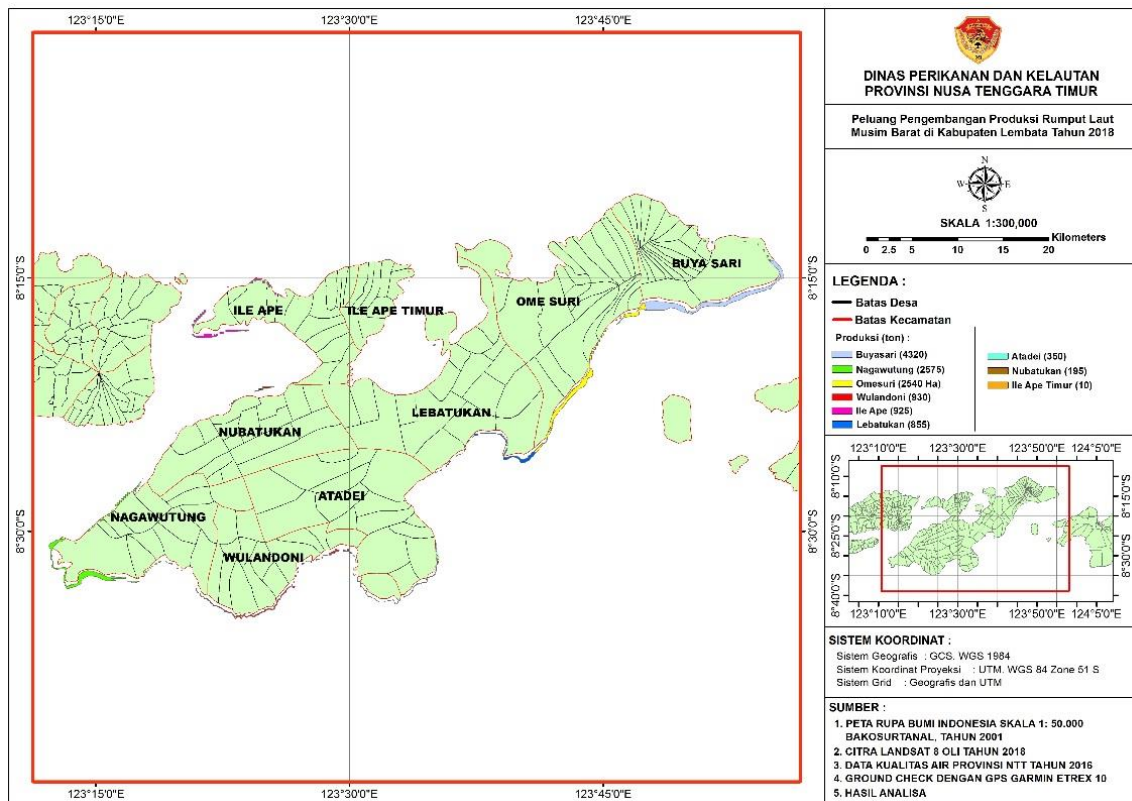 123°15'0"E 123°30'0"E 123°45'0"E
8°15'0"S
8°30'0"S
BUYA SARI
OME SURI
ILE APE
ILE APE TIMUR
LEBATUKAN
NUBATUKAN
ATADEI
NAGAWUTUNG
WULANDONI
8°15'0"S
8°30'0"S
123°15'0"E 123°30'0"E 123°45'0"E
DINAS PERIKANAN DAN KELAUTAN
PROVINSI NUSA TENGGARA TIMUR
Peluang Pengembangan Produksi Rumput Laut
Musim Barat di Kabupaten Lembata Tahun 2018
N
W E
S
SKALA 1:300,000
Kilometers
0 2.5 5 10 15 20
LEGENDA :
Batas Desa
Batas Kecamatan
Produksi (ton) :
Buyasari (4320)
Nagawutung (2575)
Omesuri (2540 Ha)
Wulandoni (930)
Ile Ape (925)
Lebatukan (855)
Atadei (350)
Nubatukan (195)
Ile Ape Timur (10)
123°10'0"E 123°30'0"E 123°50'0"E 124°5'0"E
8°10'0"S
8°25'0"S
8°40'0"S
8°15'0"S
8°30'0"S
123°10'0"E 123°30'0"E 123°50'0"E 124°5'0"E
SISTEM KOORDINAT :
Sistem Geografis : GCS. WGS 1984
Sistem Koordinat Proyeksi : UTM. WGS 84 Zone 51 S
Sistem Grid : Geografis dan UTM
SUMBER :
1. PETA RUPA BUMI INDONESIA SKALA 1: 50.000
BAKOSURTANAL, TAHUN 2001
2. CITRA LANDSAT 8 OLI TAHUN 2018
3. DATA KUALITAS AIR PROVINSI NTT TAHUN 2016
4. GROUND CHECK DENGAN GPS GARMIN ETREX 10
5. HASIL ANALISA